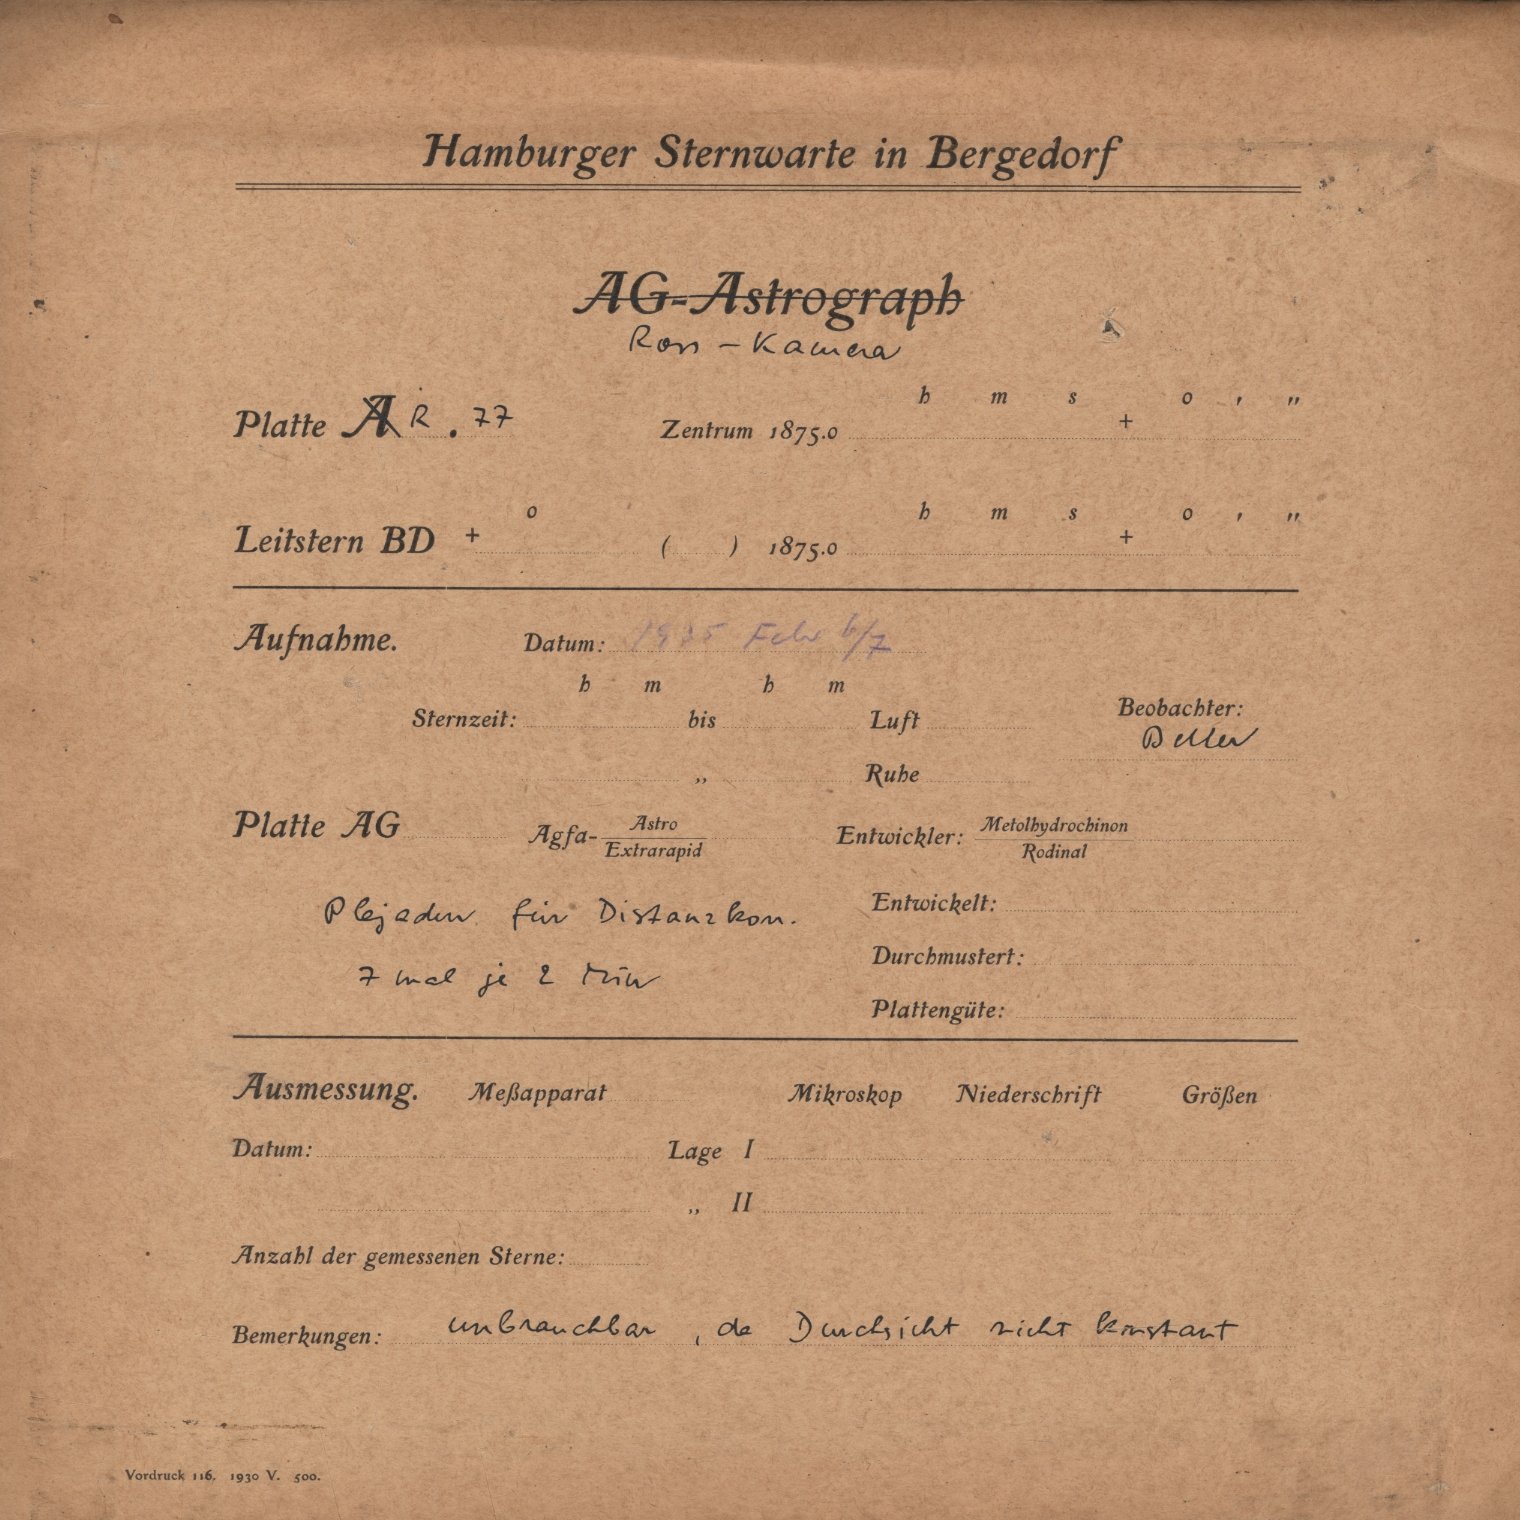 Hamburger Sternwarte in Bergedorf
AG-Astrograph
Ross - Kamera
h m s o , „
Platte A R . 77 Zentrum 1875.0 +
o h m s o , „
Leitstern BD + ( ) 1875.0 +
Aufnahme. Datum: 1935 Febr 6/7
h m h m
Sternzeit: bis Luft Beobachter:
Dieter
„ Ruhe
Platte AG Agfa- Astro Extrarapid Entwickler: Metolhydrochinon Rodinal
Plejaden für Distanzkon. Entwickelt:
Durchmustert:
7 mal je 2 Min
Plattengüte:
Ausmessung. Meßapparat Mikroskop Niederschrift Größen
Datum: Lage I
„ II
Anzahl der gemessenen Sterne:
Bemerkungen: unbrauchbar, da Durchsicht nicht konstant
Vordruck 116. 1930 V. 500.